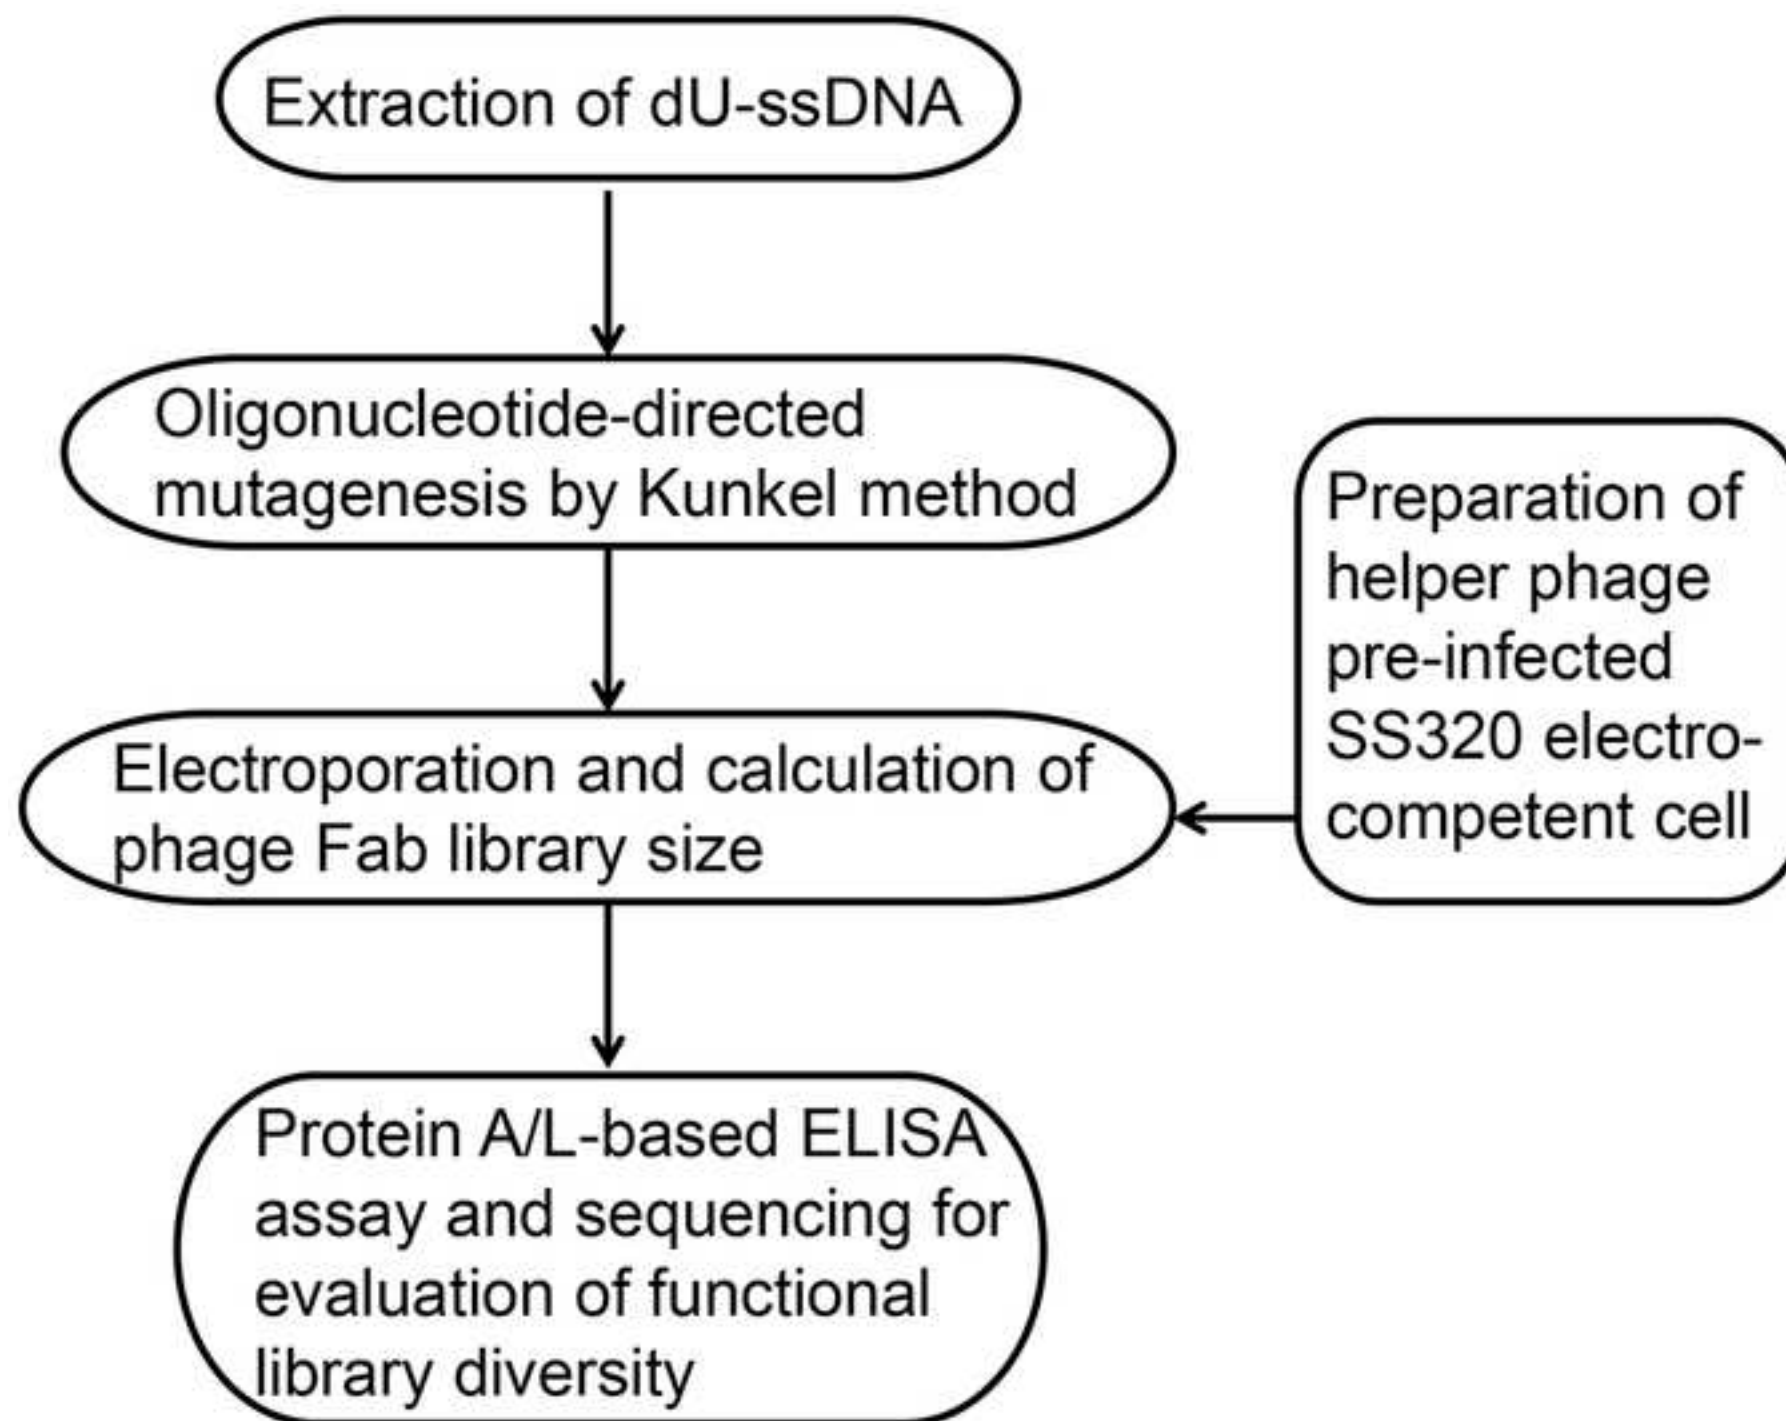 Extraction of dU-ssDNA
Oligonucleotide-directed
mutagenesis by Kunkel method
Preparation of
helper phage
pre-infected
SS320 electro-
competent cell
Electroporation and calculation of
phage Fab library size
Protein A/L-based ELISA
assay and sequencing for
evaluation of functional
library diversity